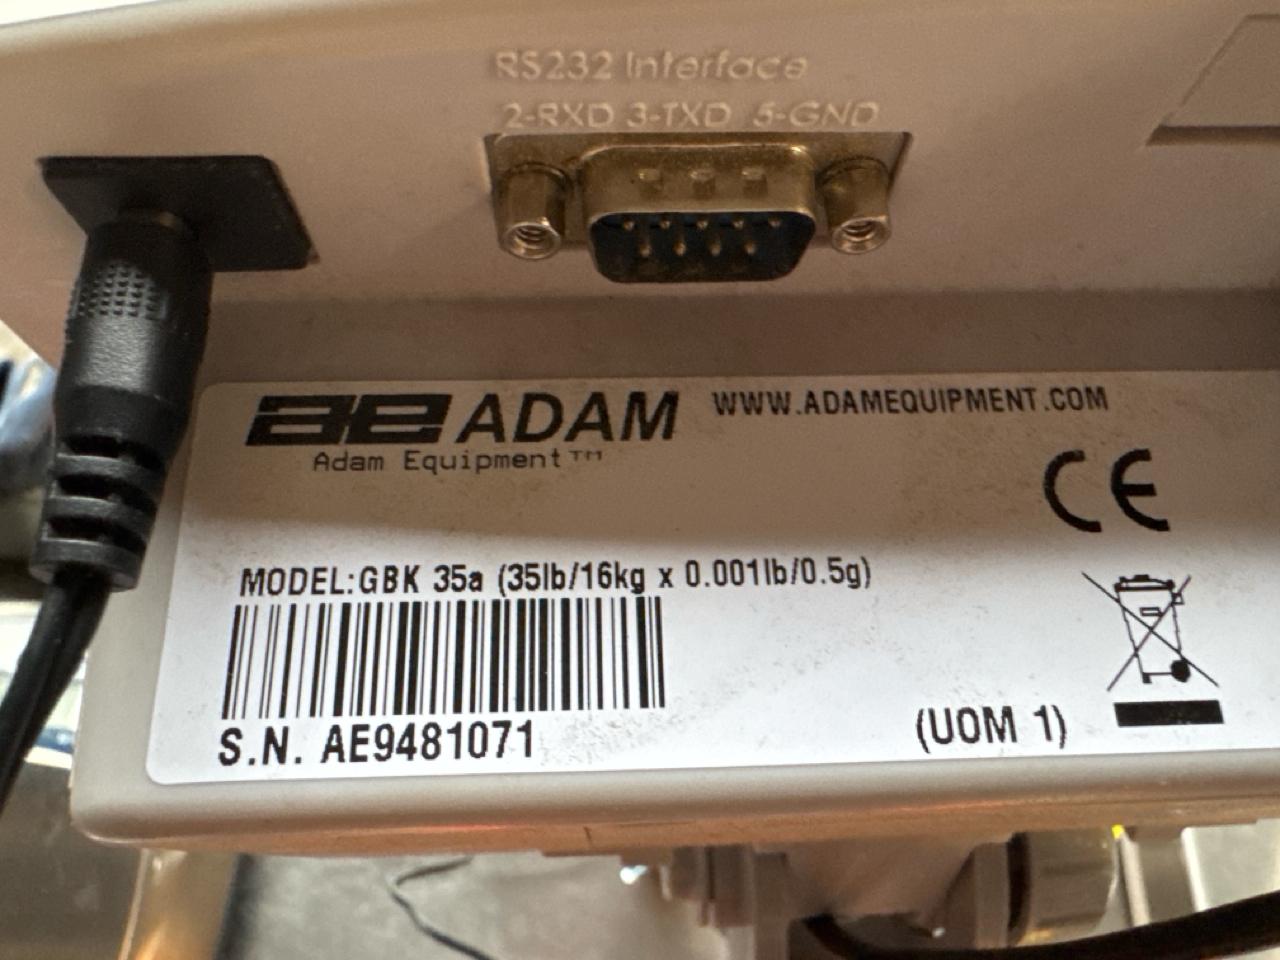 RS232 Interface
2-RXD 3-TXD 5-GND
ae ADAM WWW.ADAMEQUIPMENT.COM
Adam Equipment™
CE
MODEL:GBK 35a (35lb/16kg x 0.001lb/0.5g)
S.N. AE9481071
(UOM 1)